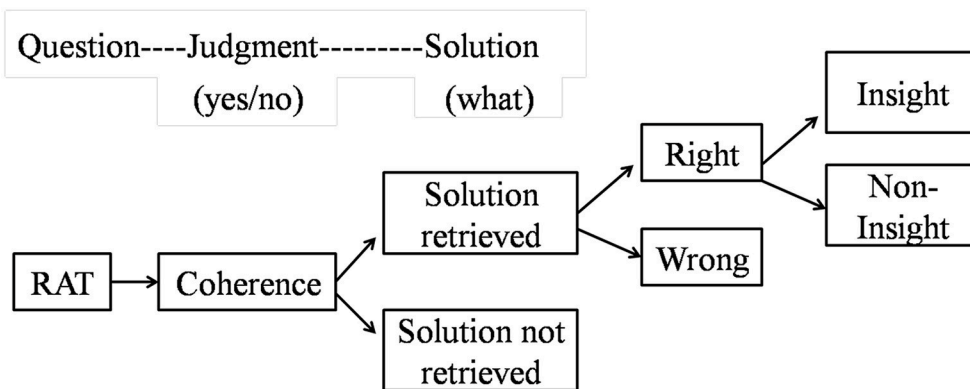 Question----Judgment---------Solution
(yes/no)
(what)
Insight
Right
Non-
Insight
Solution
retrieved
Wrong
RAT
Coherence
Solution not
retrieved